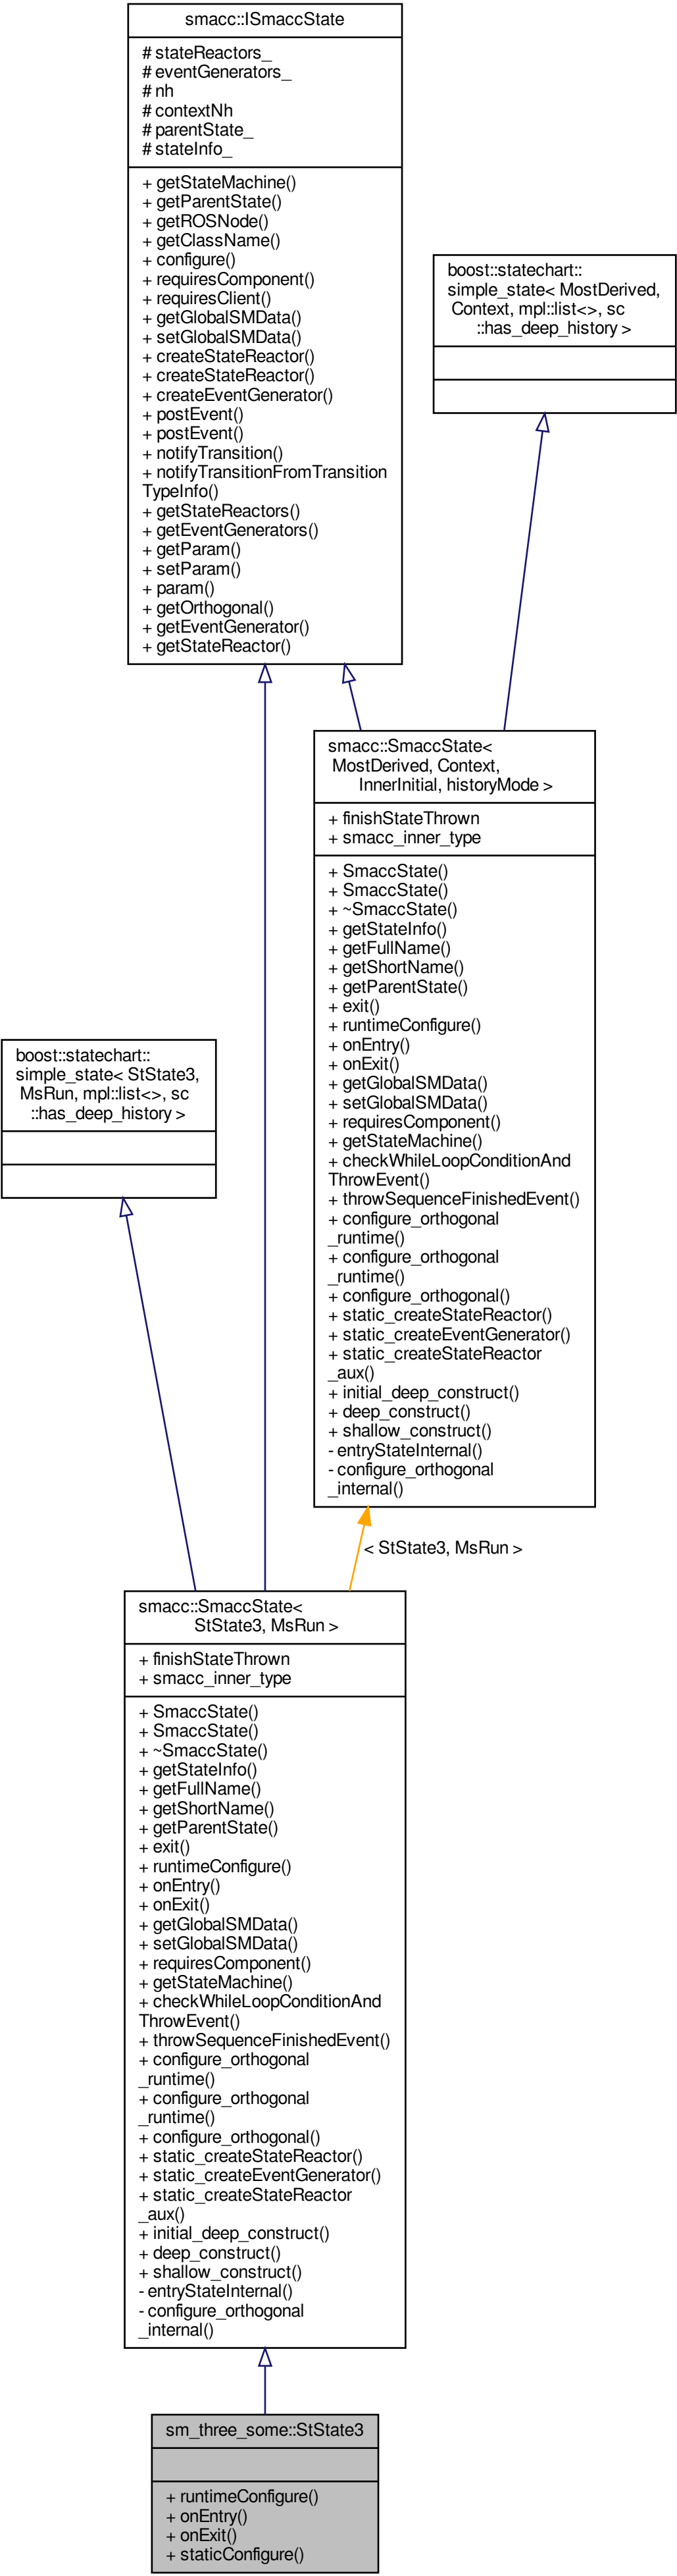 smacc::ISmaccState
# stateReactors_
# eventGenerators_
# nh
# contextNh
# parentState_
# stateInfo_
+ getStateMachine()
+ getParentState()
+ getROSNode()
+ getClassName()
+ configure()
+ requiresComponent()
+ requiresClient()
+ getGlobalSMData()
+ setGlobalSMData()
+ createStateReactor()
+ createStateReactor()
+ createEventGenerator()
+ postEvent()
+ postEvent()
+ notifyTransition()
+ notifyTransitionFromTransition
TypeInfo()
+ getStateReactors()
+ getEventGenerators()
+ getParam()
+ setParam()
+ param()
+ getOrthogonal()
+ getEventGenerator()
+ getStateReactor()
boost::statechart::
simple_state< MostDerived,
Context, mpl::list<>, sc
::has_deep_history >
smacc::SmaccState<
MostDerived, Context,
InnerInitial, historyMode >
+ finishStateThrown
+ smacc_inner_type
+ SmaccState()
+ SmaccState()
+ ~SmaccState()
+ getStateInfo()
+ getFullName()
+ getShortName()
+ getParentState()
+ exit()
+ runtimeConfigure()
+ onEntry()
+ onExit()
+ getGlobalSMData()
+ setGlobalSMData()
+ requiresComponent()
+ getStateMachine()
+ checkWhileLoopConditionAnd
ThrowEvent()
+ throwSequenceFinishedEvent()
+ configure_orthogonal
_runtime()
+ configure_orthogonal
_runtime()
+ configure_orthogonal()
+ static_createStateReactor()
+ static_createEventGenerator()
+ static_createStateReactor
_aux()
+ initial_deep_construct()
+ deep_construct()
+ shallow_construct()
- entryStateInternal()
- configure_orthogonal
_internal()
boost::statechart::
simple_state< StState3,
MsRun, mpl::list<>, sc
::has_deep_history >
< StState3, MsRun >
smacc::SmaccState<
StState3, MsRun >
+ finishStateThrown
+ smacc_inner_type
+ SmaccState()
+ SmaccState()
+ ~SmaccState()
+ getStateInfo()
+ getFullName()
+ getShortName()
+ getParentState()
+ exit()
+ runtimeConfigure()
+ onEntry()
+ onExit()
+ getGlobalSMData()
+ setGlobalSMData()
+ requiresComponent()
+ getStateMachine()
+ checkWhileLoopConditionAnd
ThrowEvent()
+ throwSequenceFinishedEvent()
+ configure_orthogonal
_runtime()
+ configure_orthogonal
_runtime()
+ configure_orthogonal()
+ static_createStateReactor()
+ static_createEventGenerator()
+ static_createStateReactor
_aux()
+ initial_deep_construct()
+ deep_construct()
+ shallow_construct()
- entryStateInternal()
- configure_orthogonal
_internal()
sm_three_some::StState3
+ runtimeConfigure()
+ onEntry()
+ onExit()
+ staticConfigure()